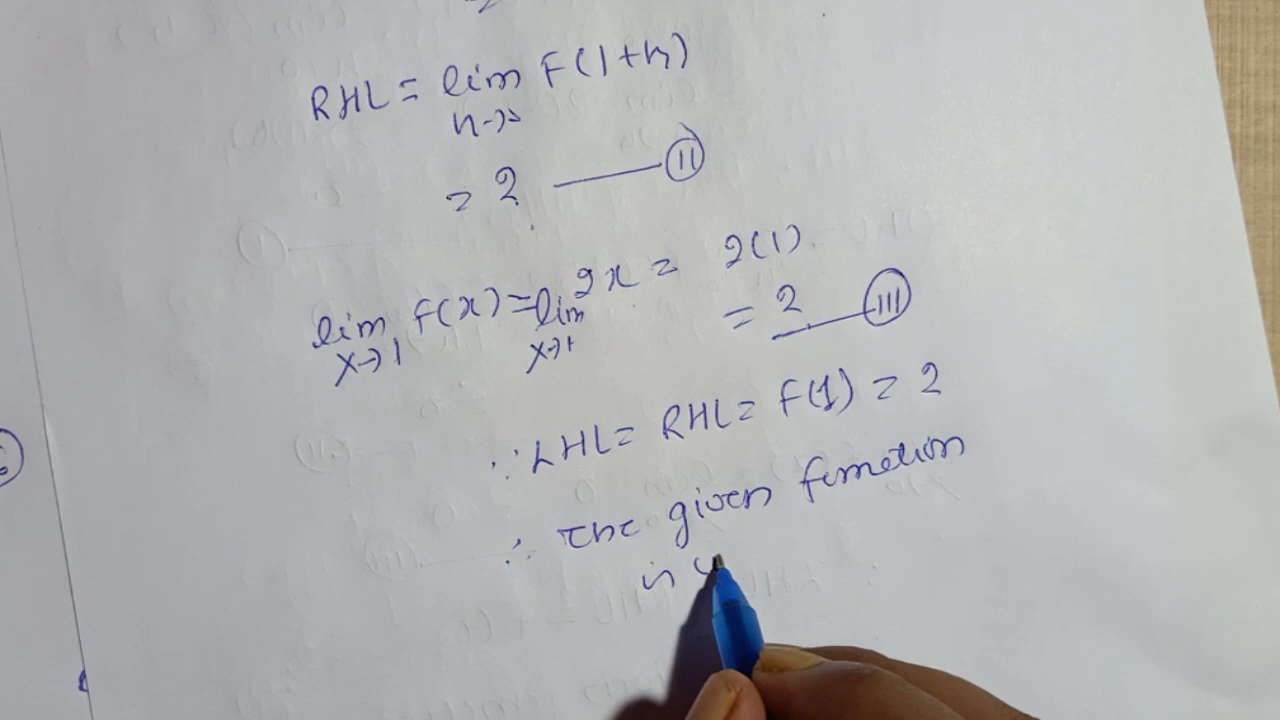 RHL = lim F(1+h)
h→0
= 2 —— (II)
lim f(x) = lim 2x = 2(1)
x→1 x→1
= 2 —— (III)
∵ LHL = RHL = F(1) = 2
∴ The given function
is